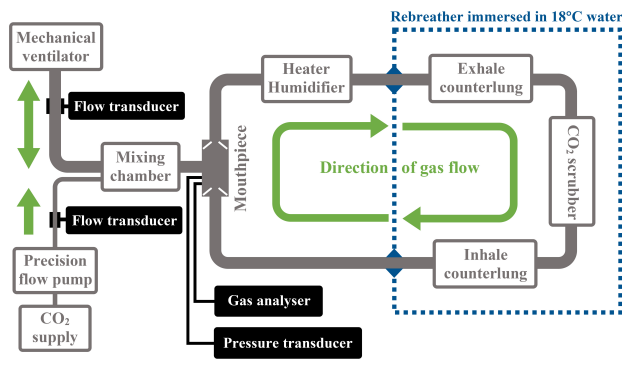 Rebreather immersed in 18°C water
Mechanical
ventilator
Flow transducer
Mixing
chamber
Flow transducer
Precision
flow pump
CO₂
supply
Mouthpiece
Heater
Humidifier
Exhale
counterlung
CO₂ scrubber
Direction of gas flow
Inhale
counterlung
Gas analyser
Pressure transducer